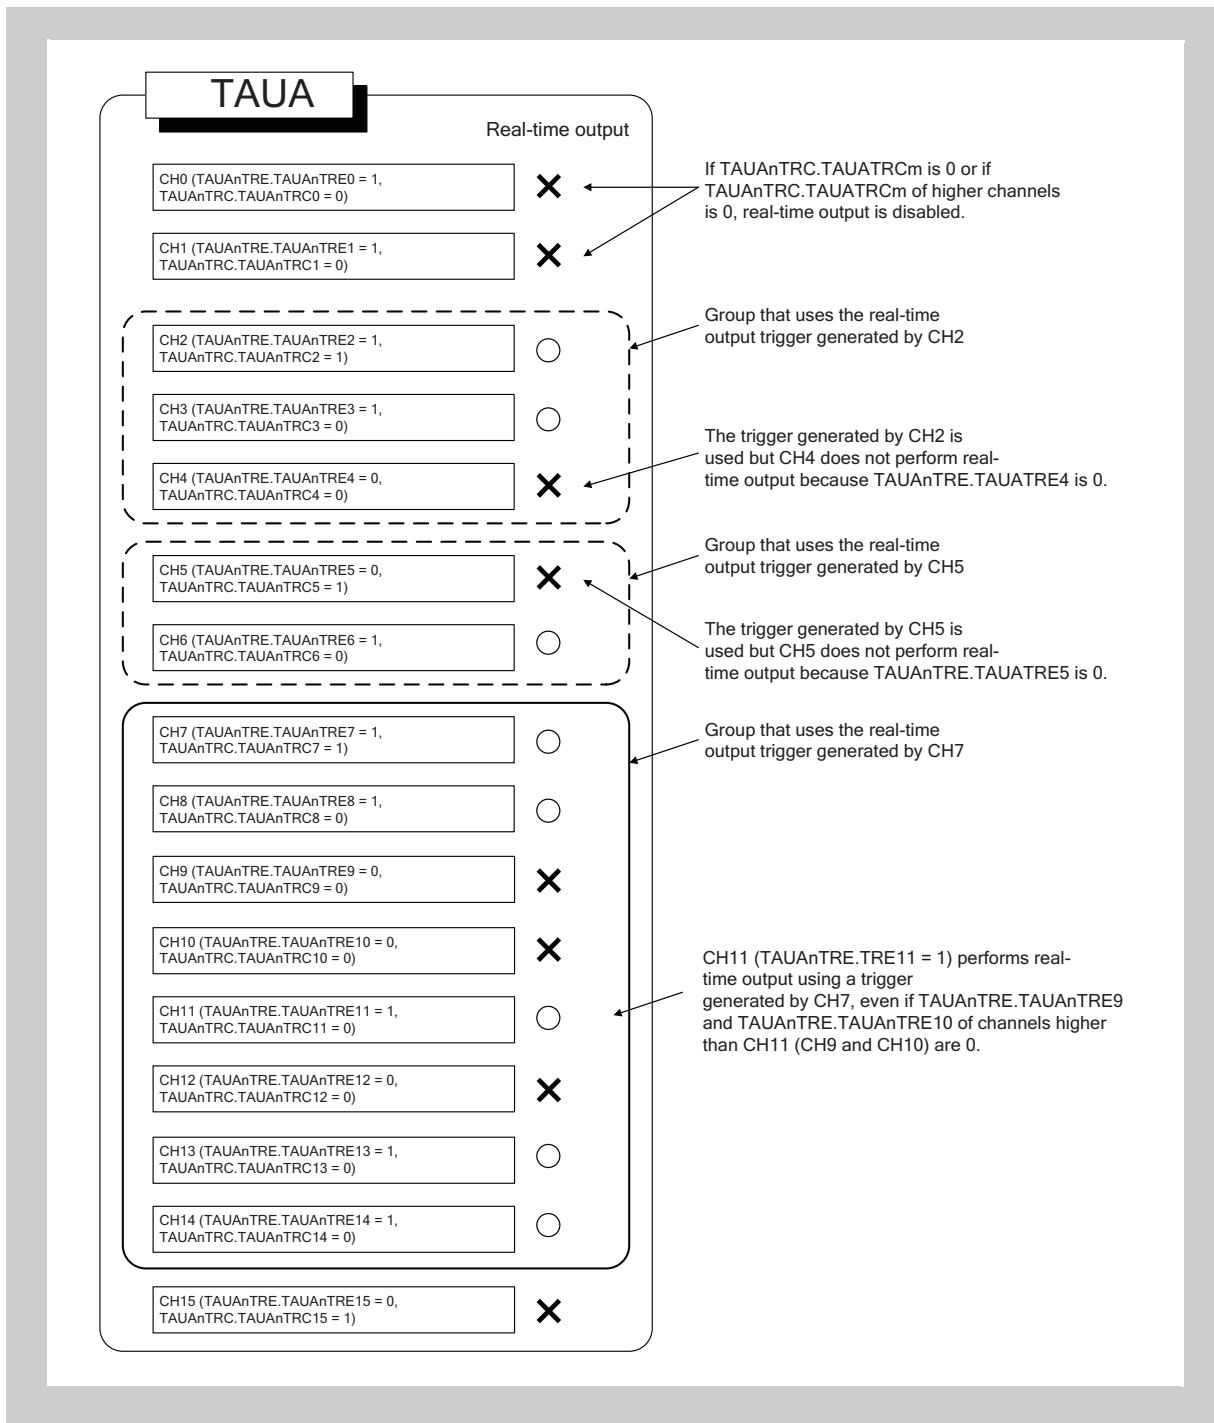 TAUA
Real-time output
CH0 (TAUAnTRE.TAUAnTRE0 = 1,
TAUAnTRC.TAUAnTRC0 = 0)
If TAUAnTRC.TAUATRCm is 0 or if
TAUAnTRC.TAUATRCm of higher channels
is 0, real-time output is disabled.
CH1 (TAUAnTRE.TAUAnTRE1 = 1,
TAUAnTRC.TAUAnTRC1 = 0)
Group that uses the real-time
output trigger generated by CH2
CH2 (TAUAnTRE.TAUAnTRE2 = 1,
TAUAnTRC.TAUAnTRC2 = 1)
CH3 (TAUAnTRE.TAUAnTRE3 = 1,
TAUAnTRC.TAUAnTRC3 = 0)
The trigger generated by CH2 is
used but CH4 does not perform real-
time output because TAUAnTRE.TAUATRE4 is 0.
CH4 (TAUAnTRE.TAUAnTRE4 = 0,
TAUAnTRC.TAUAnTRC4 = 0)
Group that uses the real-time
output trigger generated by CH5
CH5 (TAUAnTRE.TAUAnTRE5 = 0,
TAUAnTRC.TAUAnTRC5 = 1)
The trigger generated by CH5 is
used but CH5 does not perform real-
time output because TAUAnTRE.TAUATRE5 is 0.
CH6 (TAUAnTRE.TAUAnTRE6 = 1,
TAUAnTRC.TAUAnTRC6 = 0)
Group that uses the real-time
output trigger generated by CH7
CH7 (TAUAnTRE.TAUAnTRE7 = 1,
TAUAnTRC.TAUAnTRC7 = 1)
CH8 (TAUAnTRE.TAUAnTRE8 = 1,
TAUAnTRC.TAUAnTRC8 = 0)
CH9 (TAUAnTRE.TAUAnTRE9 = 0,
TAUAnTRC.TAUAnTRC9 = 0)
CH10 (TAUAnTRE.TAUAnTRE10 = 0,
TAUAnTRC.TAUAnTRC10 = 0)
CH11 (TAUAnTRE.TRE11 = 1) performs real-
time output using a trigger
generated by CH7, even if TAUAnTRE.TAUAnTRE9
and TAUAnTRE.TAUAnTRE10 of channels higher
than CH11 (CH9 and CH10) are 0.
CH11 (TAUAnTRE.TAUAnTRE11 = 1,
TAUAnTRC.TAUAnTRC11 = 0)
CH12 (TAUAnTRE.TAUAnTRE12 = 0,
TAUAnTRC.TAUAnTRC12 = 0)
CH13 (TAUAnTRE.TAUAnTRE13 = 1,
TAUAnTRC.TAUAnTRC13 = 0)
CH14 (TAUAnTRE.TAUAnTRE14 = 1,
TAUAnTRC.TAUAnTRC14 = 0)
CH15 (TAUAnTRE.TAUAnTRE15 = 0,
TAUAnTRC.TAUAnTRC15 = 1)